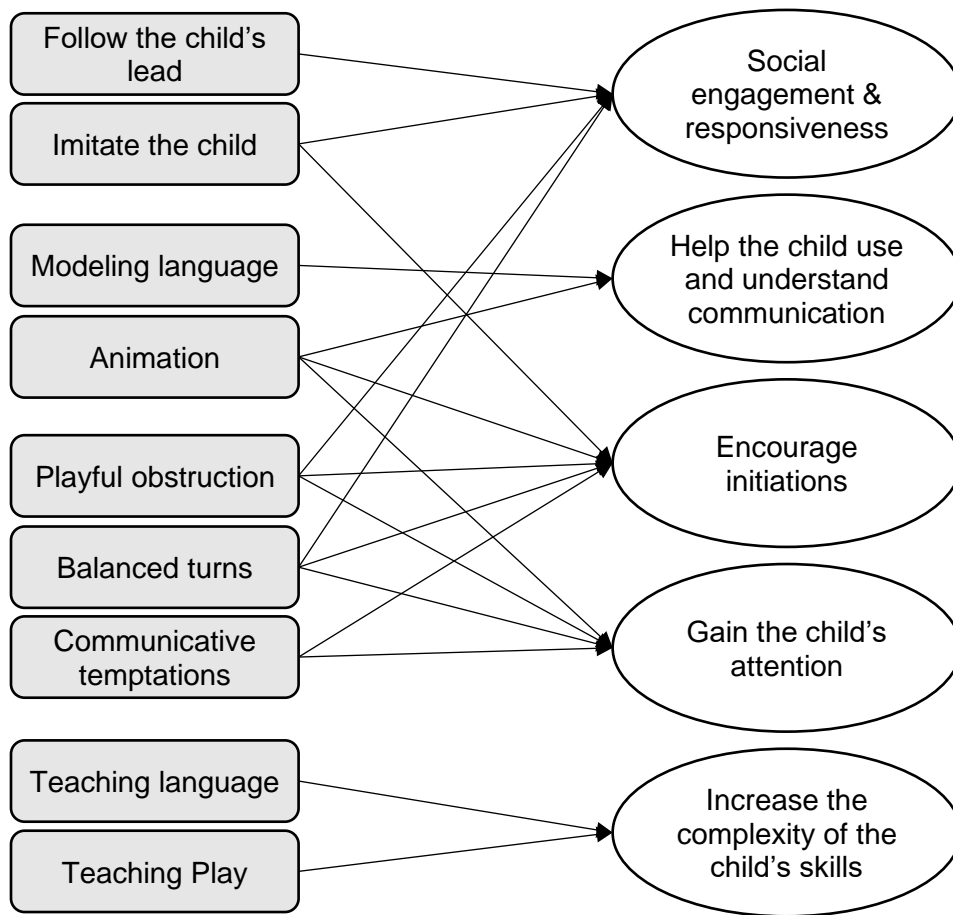 Follow the child’s
lead
Imitate the child
Modeling language
Animation
Playful obstruction
Balanced turns
Communicative
temptations
Teaching language
Teaching Play
Social
engagement &
responsiveness
Help the child use
and understand
communication
Encourage
initiations
Gain the child’s
attention
Increase the
complexity of the
child’s skills